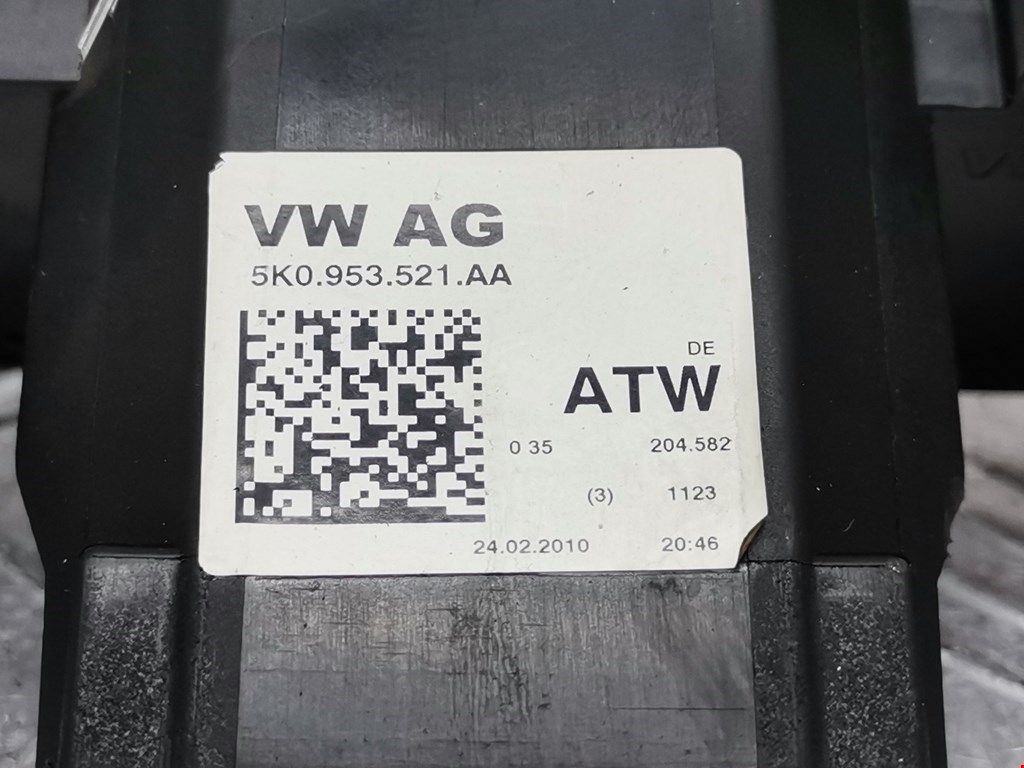 VW AG
5K0.953.521.AA
DE
ATW
0 35 204.582
(3) 1123
24.02.2010 20:46